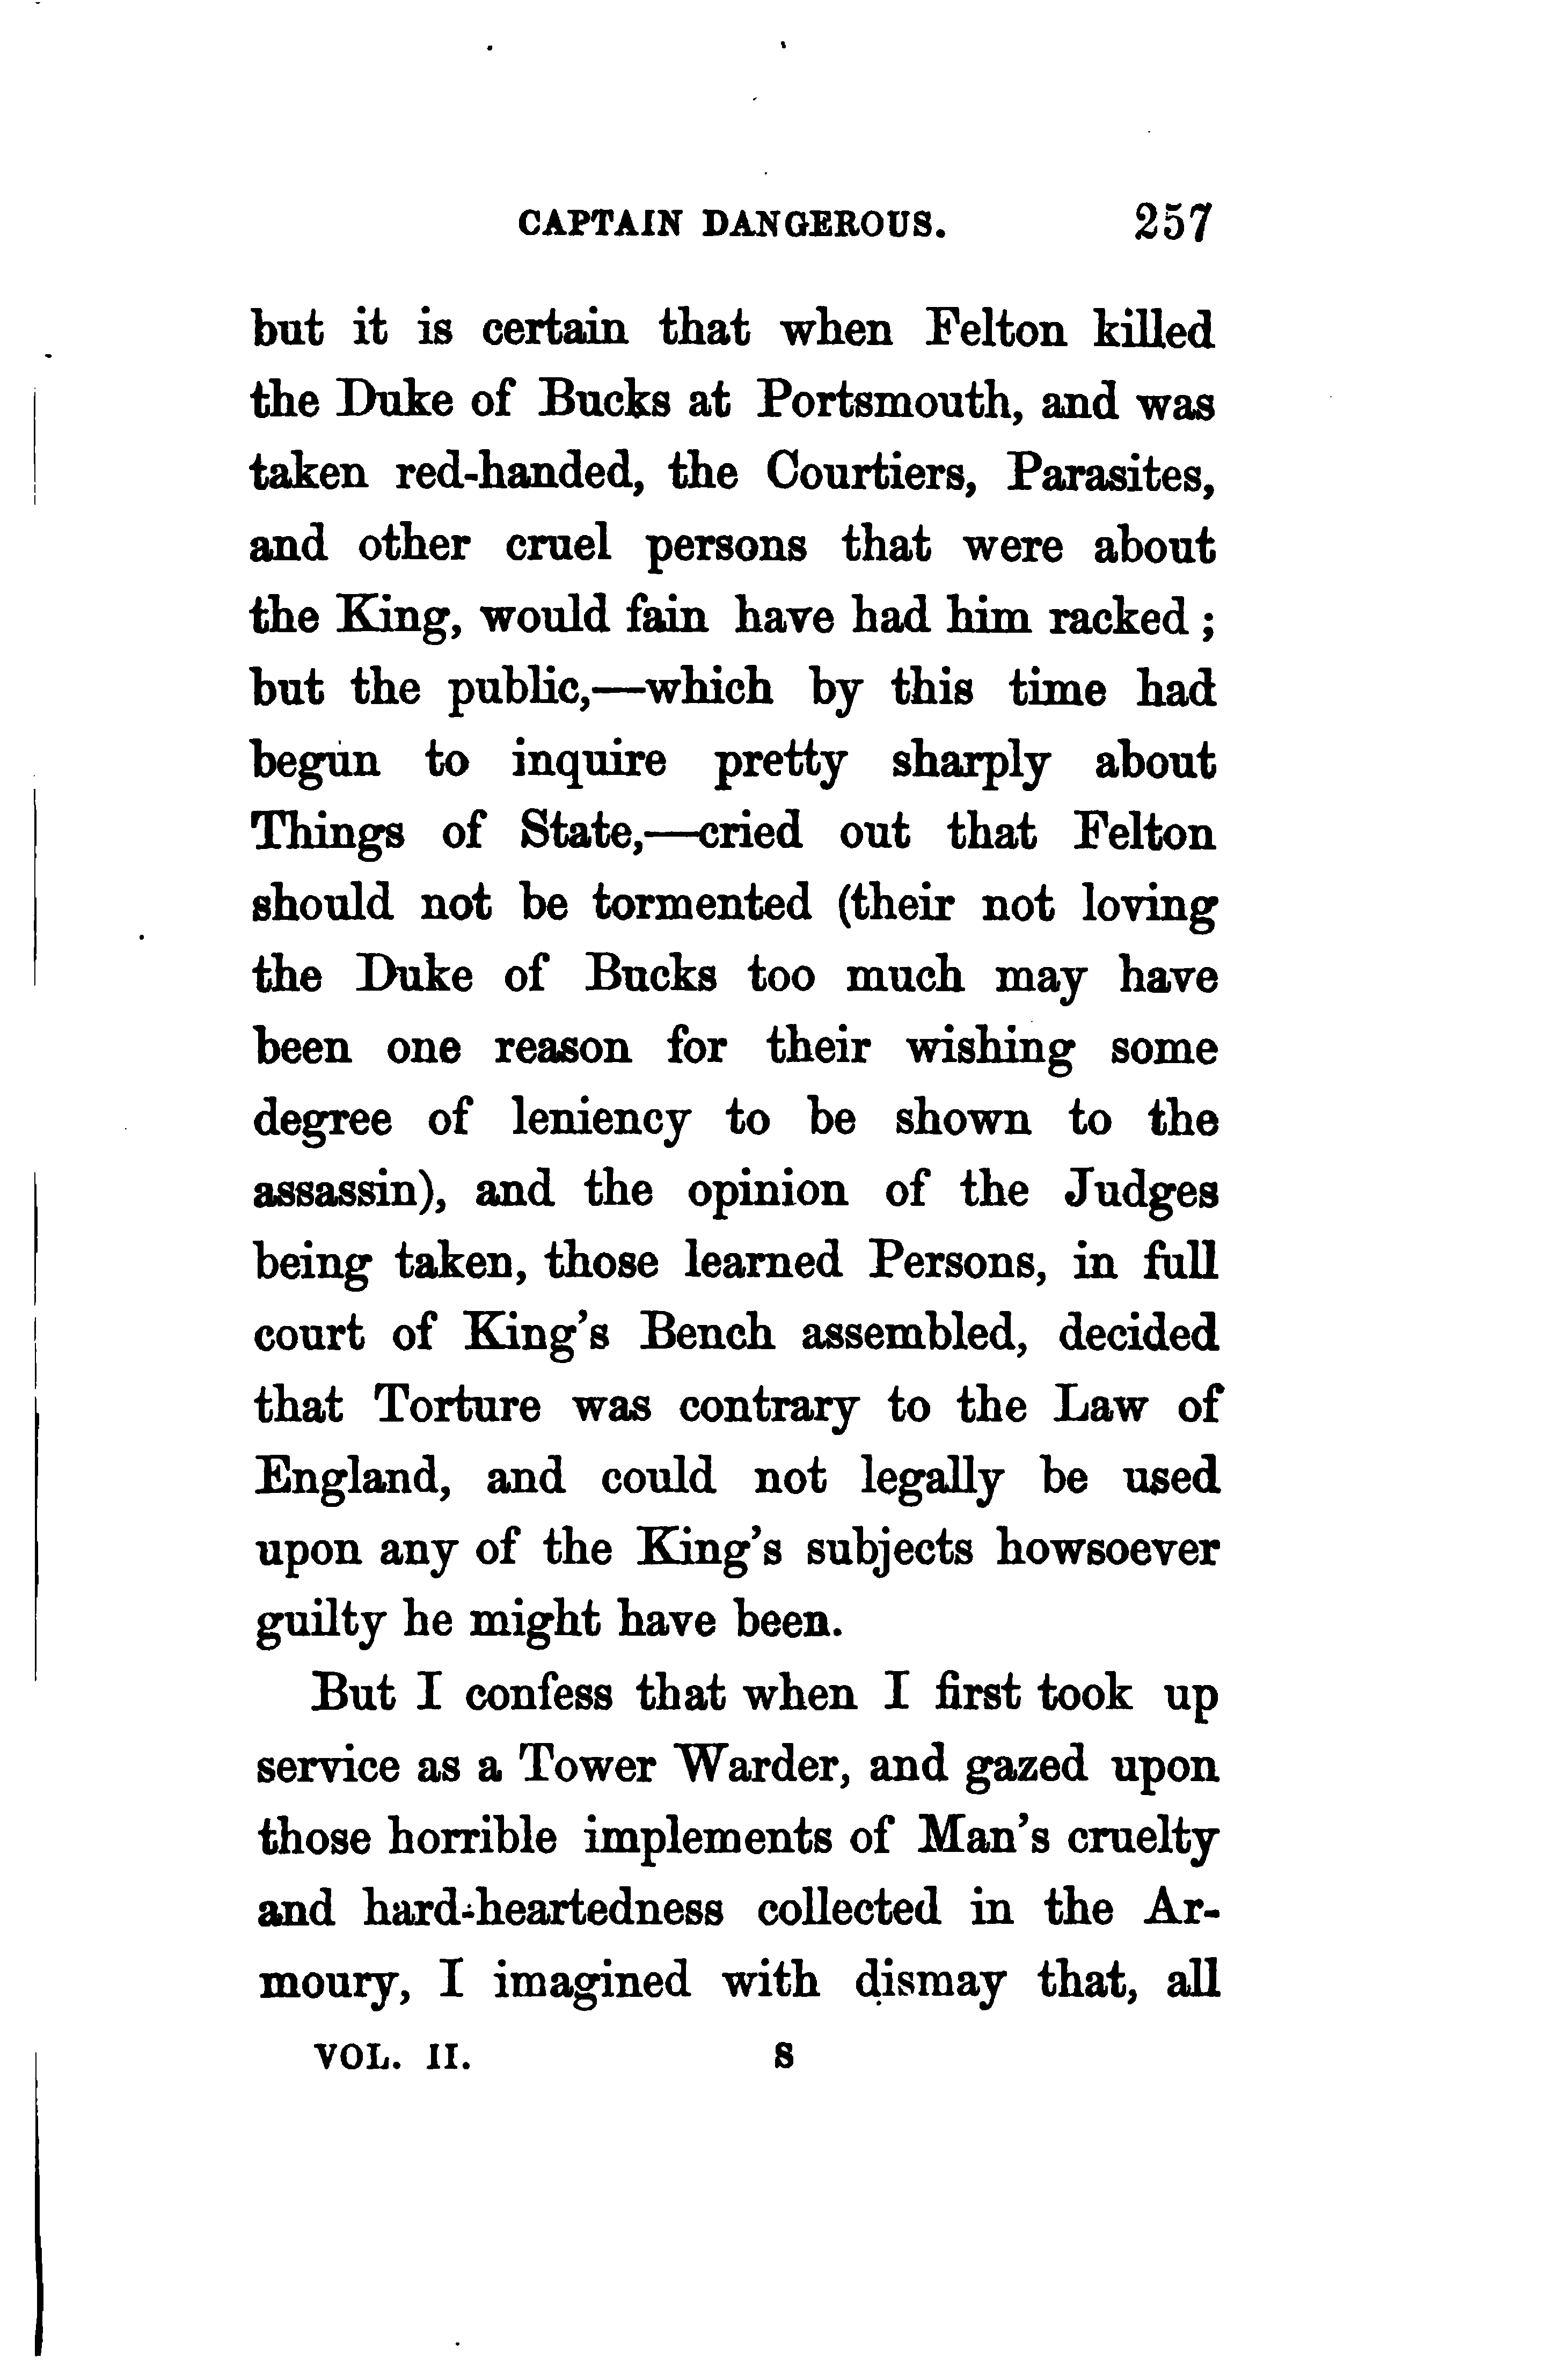 CAPTAIN DANGEROUS. 257
but it is certain that when Felton killed
the Duke of Bucks at Portsmouth, and was
taken red-handed, the Courtiers, Parasites,
and other cruel persons that were about
the King, would fain have had him racked ;
but the public,—which by this time had
begun to inquire pretty sharply about
Things of State,—cried out that Felton
should not be tormented (their not loving
the Duke of Bucks too much may have
been one reason for their wishing some
degree of leniency to be shown to the
assassin), and the opinion of the Judges
being taken, those learned Persons, in full
court of King's Bench assembled, decided
that Torture was contrary to the Law of
England, and could not legally be used
upon any of the King's subjects howsoever
guilty he might have been.
But I confess that when I first took up
service as a Tower Warder, and gazed upon
those horrible implements of Man's cruelty
and hard-heartedness collected in the Ar-
moury, I imagined with dismay that, all
VOL. II. S